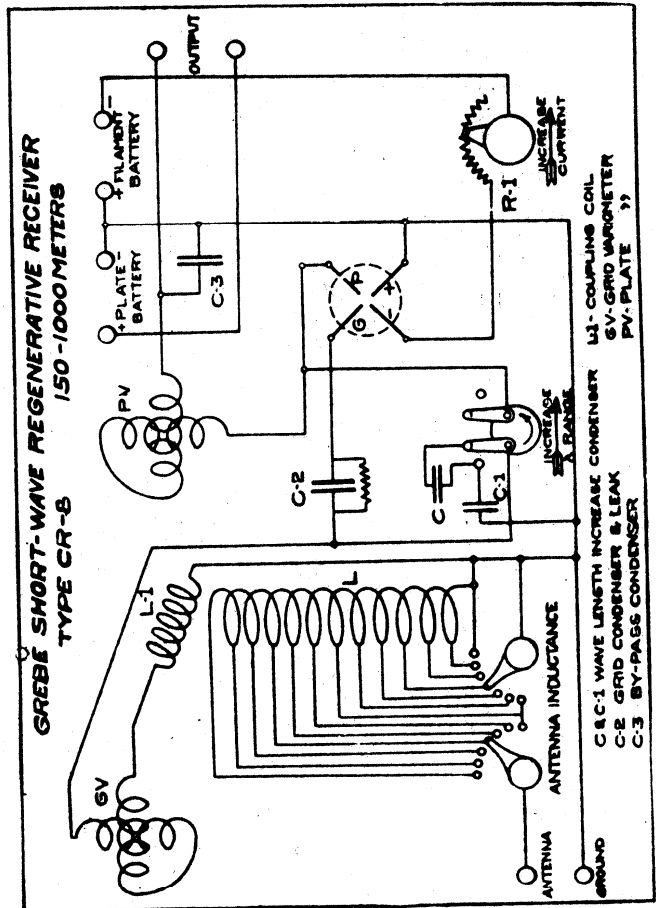 GREBE SHORT-WAVE REGENERATIVE RECEIVER
TYPE CR-8 150-1000 METERS
GV
L-1
PV
+ PLATE -
BATTERY
+ FILAMENT -
BATTERY
OUTPUT
C-3
C-2
P
G
+
-
R-1
INCREASE
CURRENT
L
C
C-1
INCREASE
RANGE
ANTENNA INDUCTANCE
ANTENNA
GROUND
C & C-1 WAVE LENGTH INCREASE CONDENSER
C-2 GRID CONDENSER & LEAK
C-3 BY-PASS CONDENSER
L1- COUPLING COIL
GV-GRID VARIOMETER
PV-PLATE ”